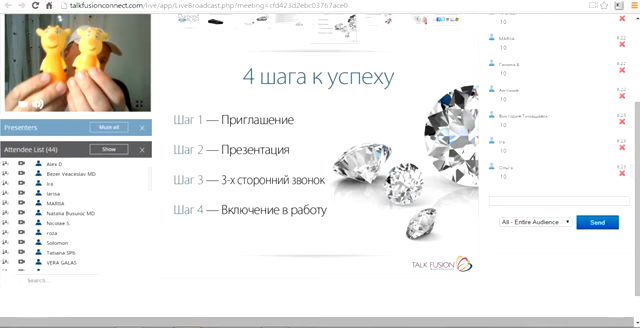 talkfusionconnect.com/live/app/LiveBroadcast.php?meeting=cfd423d2ebc03767ace0
4 шага к успеху
Шаг 1 — Приглашение
Шаг 2 — Презентация
Шаг 3 — 3-х сторонний звонок
Шаг 4 — Включение в работу
TALK FUSION
Presenters
Mute all
Attendee List (44)
Show
Alex D
Bezer Veaceslav MD
Ira
larisa
MARIIA
Natalia Busuioc MD
Nicolae S.
roza
Solomon
Tatiana SPb
VERA GALAS
Search...
10
10
10
10
10
Ira
10
10
All - Entire Audience
Send